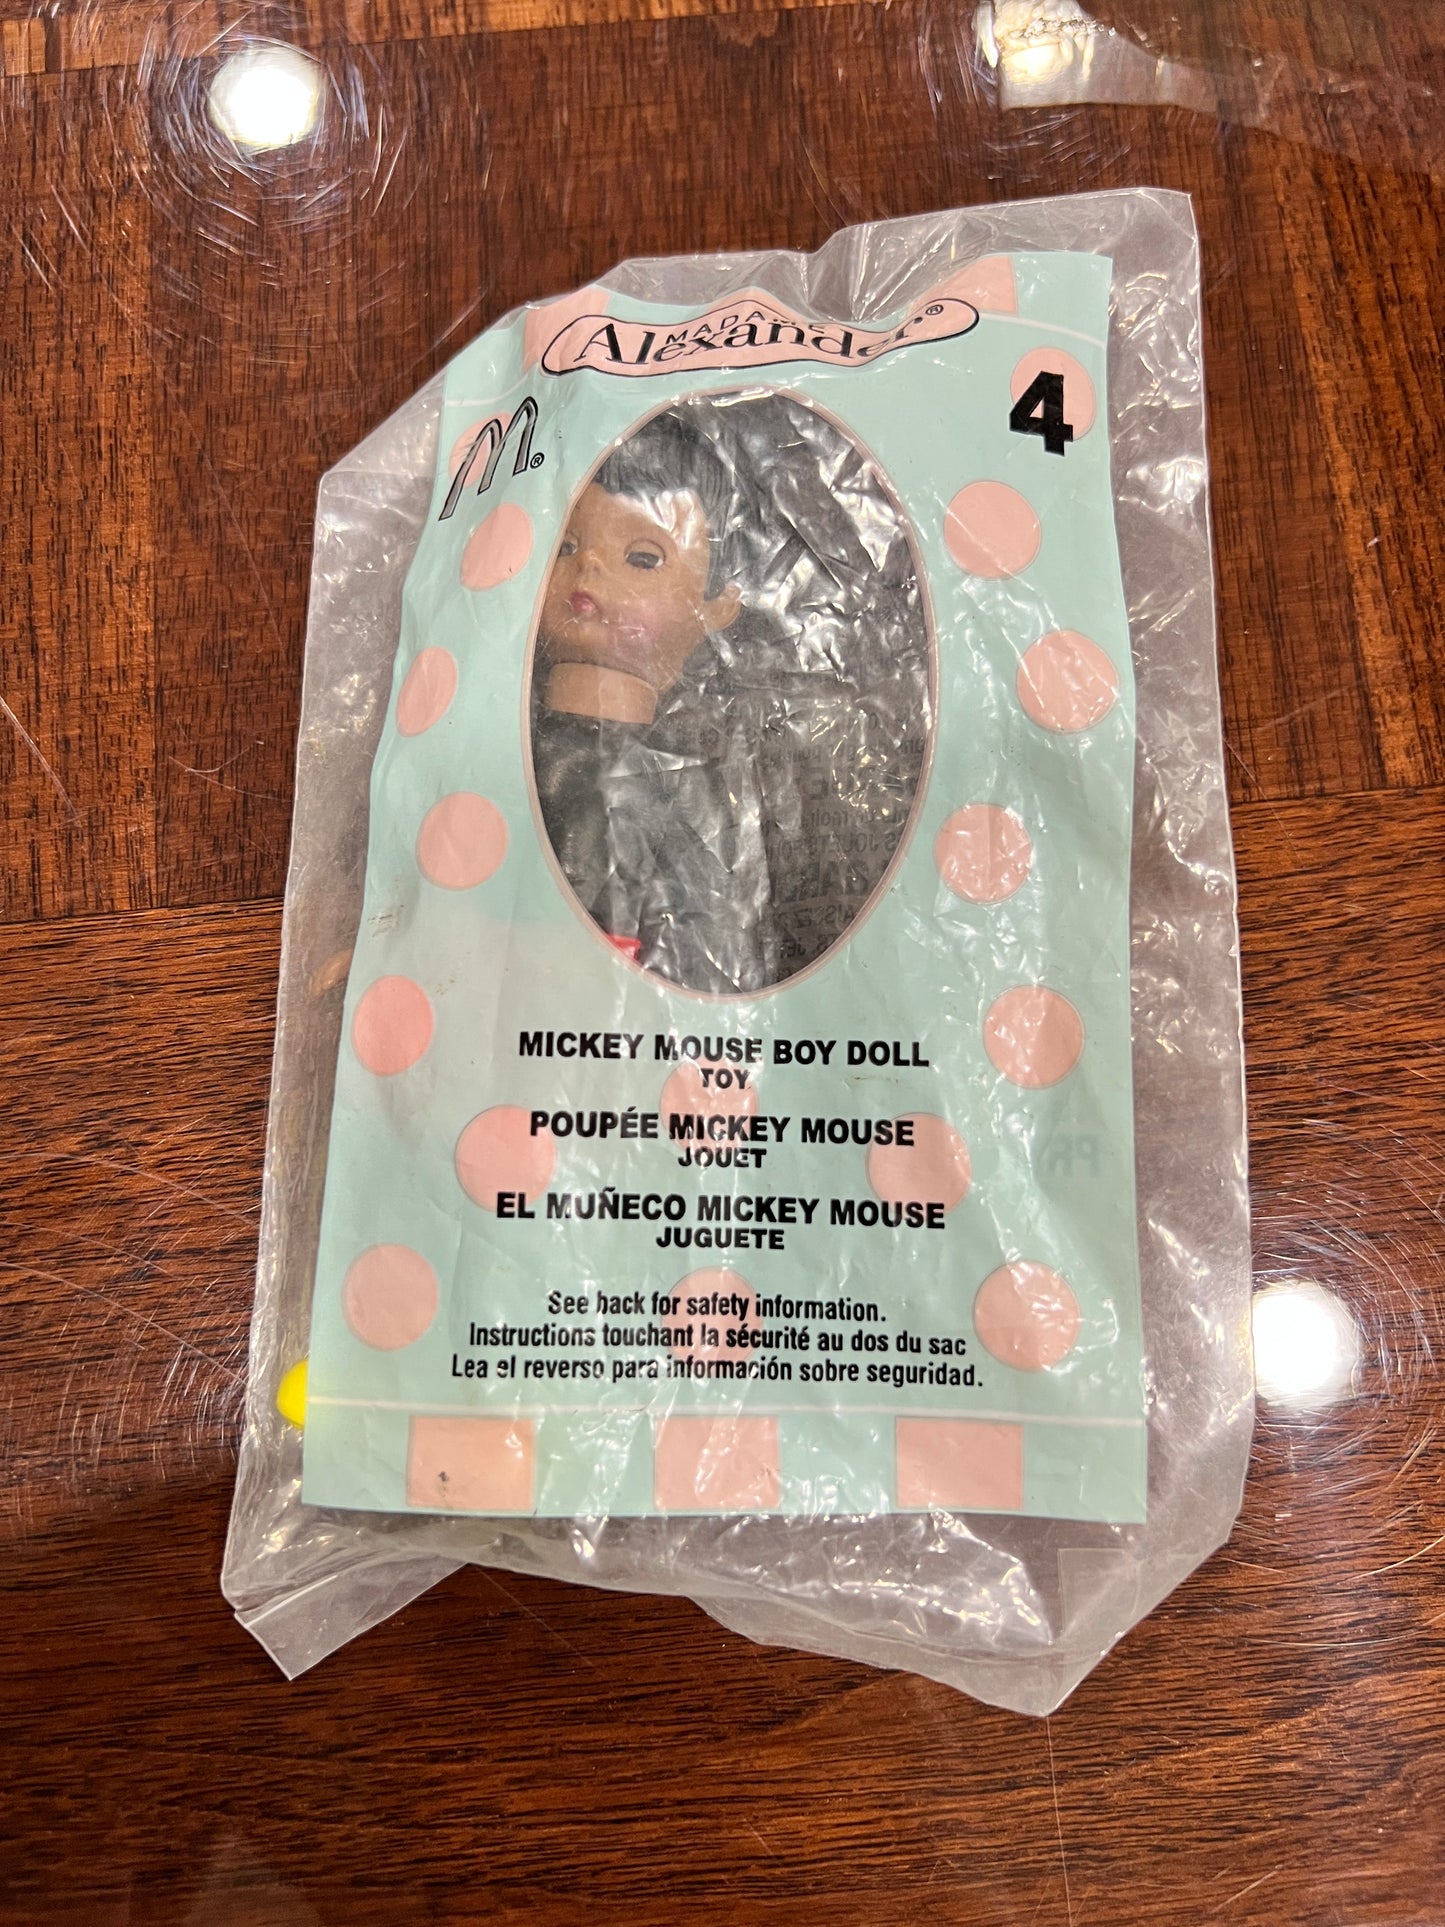 MADAME
Alexander®
M®
4
MICKEY MOUSE BOY DOLL
TOY
POUPÉE MICKEY MOUSE
JOUET
EL MUÑECO MICKEY MOUSE
JUGUETE
See back for safety information.
Instructions touchant la sécurité au dos du sac
Lea el reverso para información sobre seguridad.